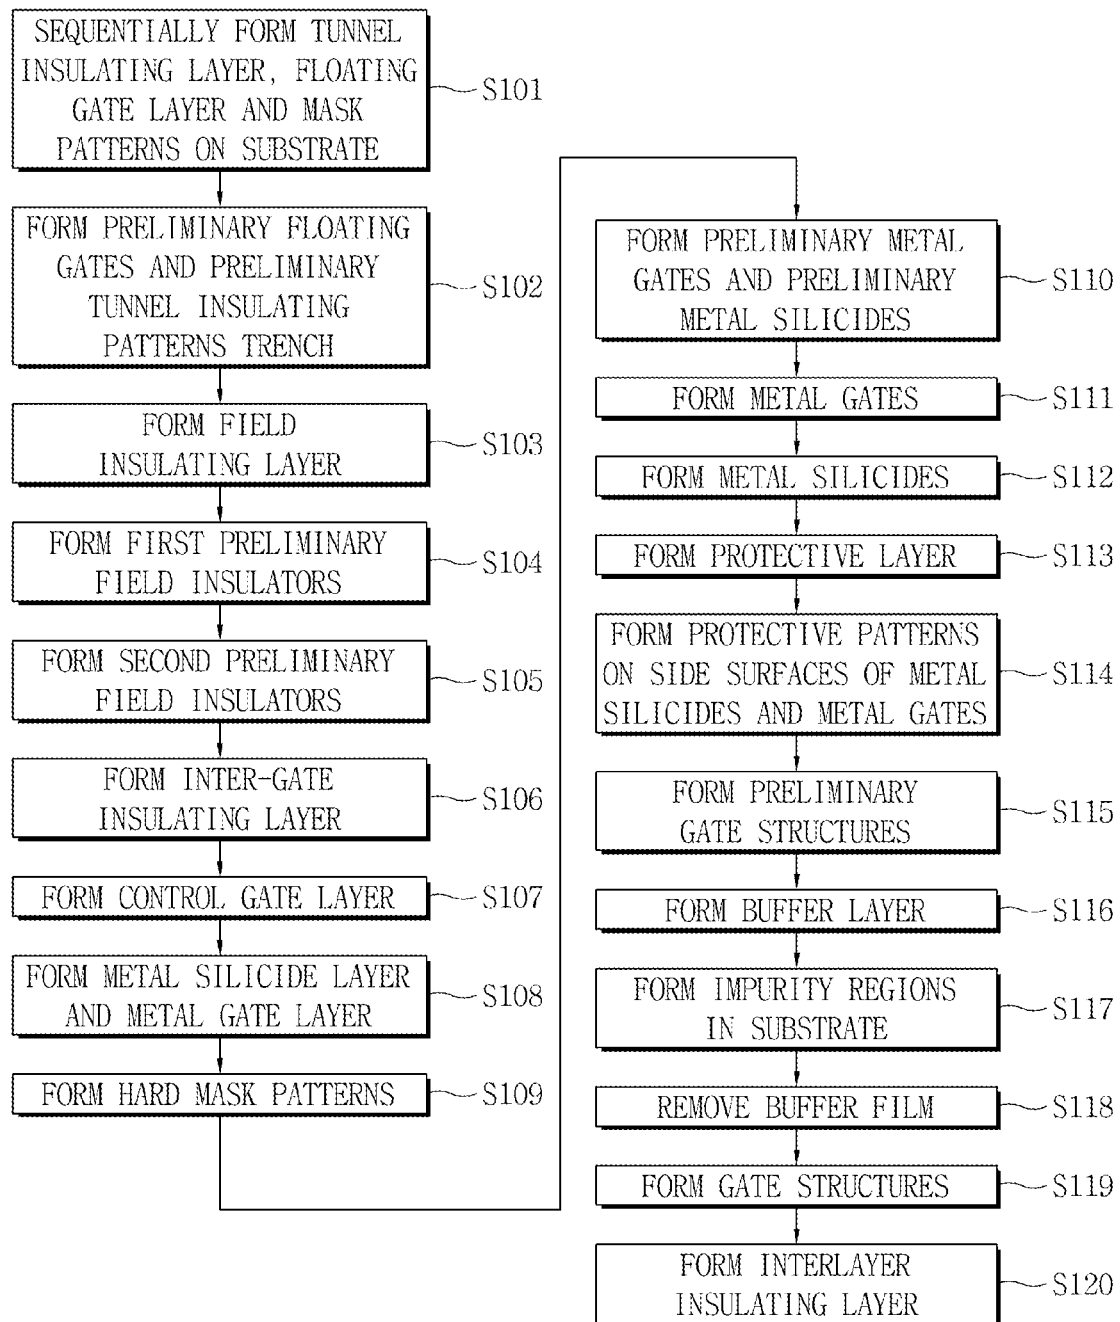 SEQUENTIALLY FORM TUNNEL
INSULATING LAYER, FLOATING
GATE LAYER AND MASK
PATTERNS ON SUBSTRATE
S101
FORM PRELIMINARY FLOATING
GATES AND PRELIMINARY
TUNNEL INSULATING
PATTERNS TRENCH
S102
FORM FIELD
INSULATING LAYER
S103
FORM FIRST PRELIMINARY
FIELD INSULATORS
S104
FORM SECOND PRELIMINARY
FIELD INSULATORS
S105
FORM INTER-GATE
INSULATING LAYER
S106
FORM CONTROL GATE LAYER
S107
FORM METAL SILICIDE LAYER
AND METAL GATE LAYER
S108
FORM HARD MASK PATTERNS
S109
FORM PRELIMINARY METAL
GATES AND PRELIMINARY
METAL SILICIDES
S110
FORM METAL GATES
S111
FORM METAL SILICIDES
S112
FORM PROTECTIVE LAYER
S113
FORM PROTECTIVE PATTERNS
ON SIDE SURFACES OF METAL
SILICIDES AND METAL GATES
S114
FORM PRELIMINARY
GATE STRUCTURES
S115
FORM BUFFER LAYER
S116
FORM IMPURITY REGIONS
IN SUBSTRATE
S117
REMOVE BUFFER FILM
S118
FORM GATE STRUCTURES
S119
FORM INTERLAYER
INSULATING LAYER
S120